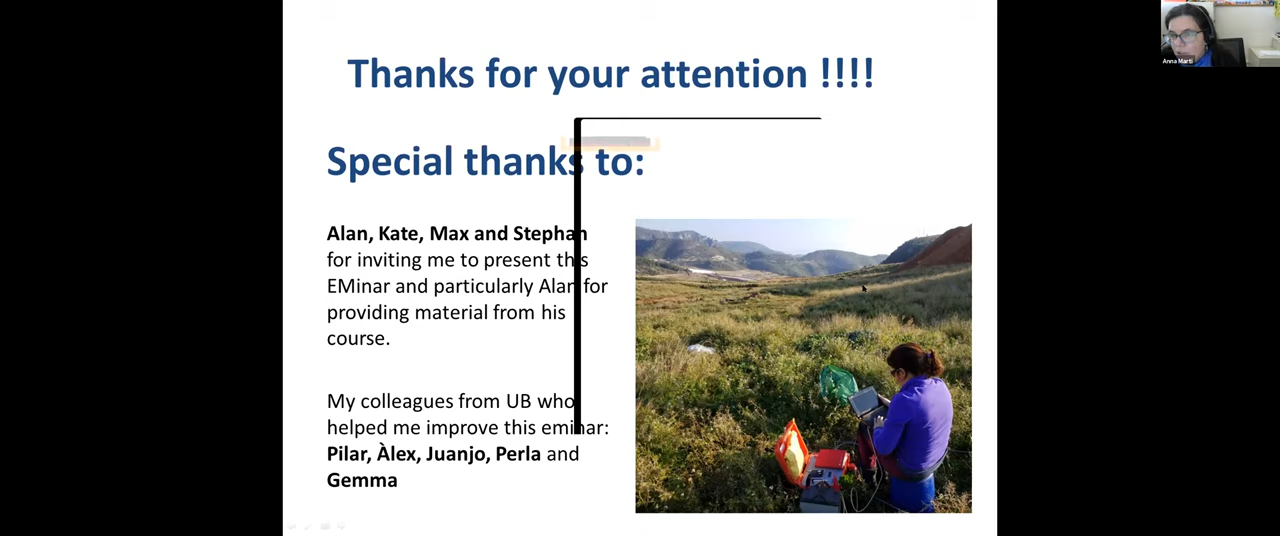 Thanks for your attention !!!!
Anna Martí
Special thanks to:
Alan, Kate, Max and Stephan
for inviting me to present this
EMinar and particularly Alan for
providing material from his
course.
My colleagues from UB who
helped me improve this eminar:
Pilar, Àlex, Juanjo, Perla and
Gemma